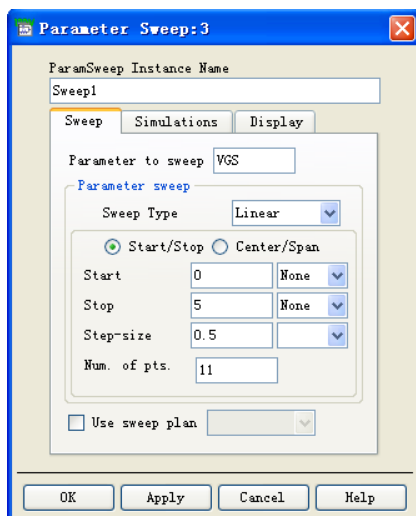 Parameter Sweep:3
ParamSweep Instance Name
Sweep1
Sweep Simulations Display
Parameter to sweep VGS
Parameter sweep
Sweep Type Linear
Start/Stop Center/Span
Start 0 None
Stop 5 None
Step-size 0.5
Num. of pts. 11
Use sweep plan
OK Apply Cancel Help